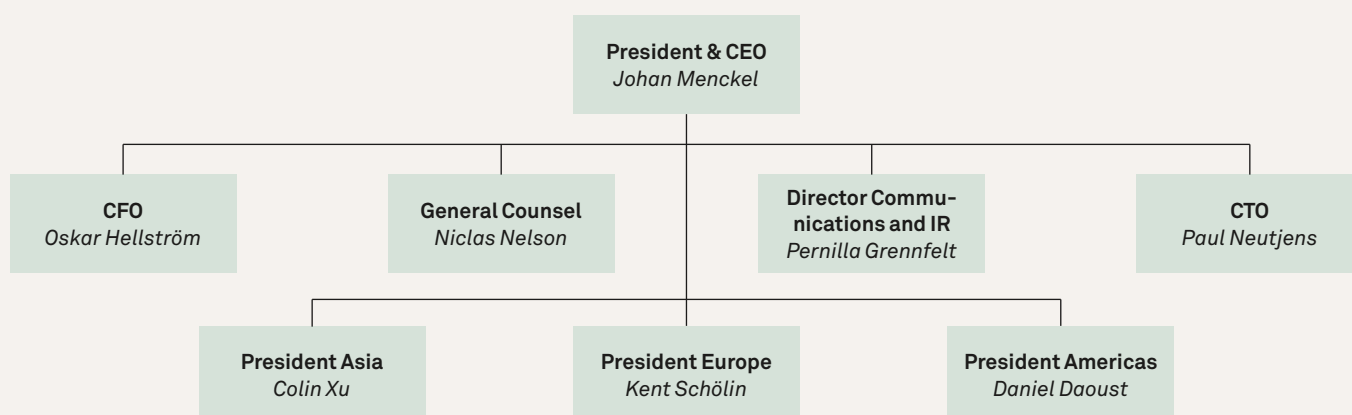 President & CEO
Johan Menckel
CFO
Oskar Hellström
General Counsel
Niclas Nelson
Director Commu-
nications and IR
Pernilla Grennfelt
CTO
Paul Neutjens
President Asia
Colin Xu
President Europe
Kent Schölin
President Americas
Daniel Daoust